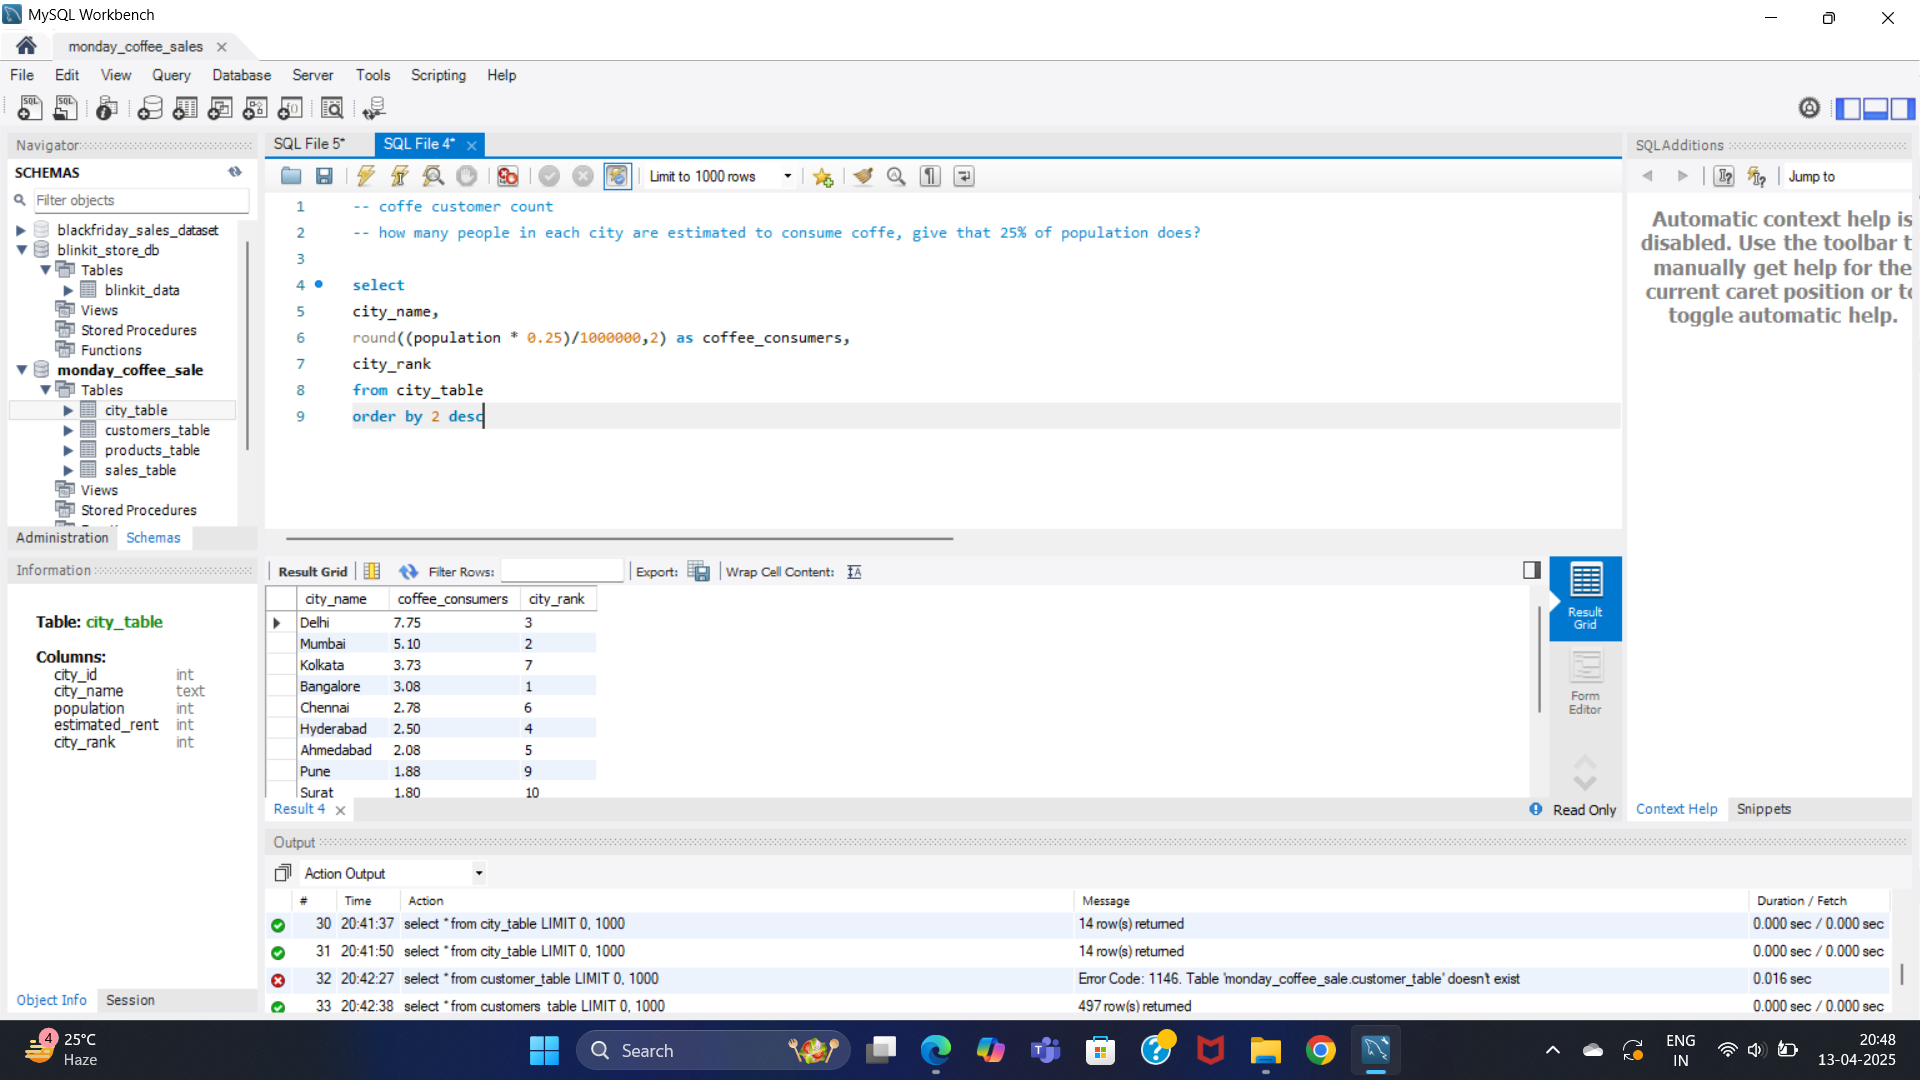 MySQL Workbench
monday_coffee_sales
File Edit View Query Database Server Tools Scripting Help
Navigator
SCHEMAS
Filter objects
blackfriday_sales_dataset
blinkit_store_db
Tables
blinkit_data
Views
Stored Procedures
Functions
monday_coffee_sale
Tables
city_table
customers_table
products_table
sales_table
Views
Stored Procedures
Administration Schemas
Information
Table: city_table
Columns:
city_id int
city_name text
population int
estimated_rent int
city_rank int
Object Info Session
SQL File 5* SQL File 4*
Limit to 1000 rows
1 -- coffe customer count
2 -- how many people in each city are estimated to consume coffe, give that 25% of population does?
3
4 select
5 city_name,
6 round((population * 0.25)/1000000,2) as coffee_consumers,
7 city_rank
8 from city_table
9 order by 2 desc
Result Grid Filter Rows: Export: Wrap Cell Content:
city_name coffee_consumers city_rank
Delhi 7.75 3
Mumbai 5.10 2
Kolkata 3.73 7
Bangalore 3.08 1
Chennai 2.78 6
Hyderabad 2.50 4
Ahmedabad 2.08 5
Pune 1.88 9
Surat 1.80 10
Result Grid
Form Editor
Result 4
Read Only
SQLAdditions
Jump to
Automatic context help is
disabled. Use the toolbar t
manually get help for the
current caret position or to
toggle automatic help.
Context Help Snippets
Output
Action Output
# Time Action Message Duration / Fetch
30 20:41:37 select * from city_table LIMIT 0, 1000 14 row(s) returned 0.000 sec / 0.000 sec
31 20:41:50 select * from city_table LIMIT 0, 1000 14 row(s) returned 0.000 sec / 0.000 sec
32 20:42:27 select * from customer_table LIMIT 0, 1000 Error Code: 1146. Table 'monday_coffee_sale.customer_table' doesn't exist 0.016 sec
33 20:42:38 select * from customers_table LIMIT 0, 1000 497 row(s) returned 0.000 sec / 0.000 sec
4
25°C
Haze
Search
ENG
IN
20:48
13-04-2025